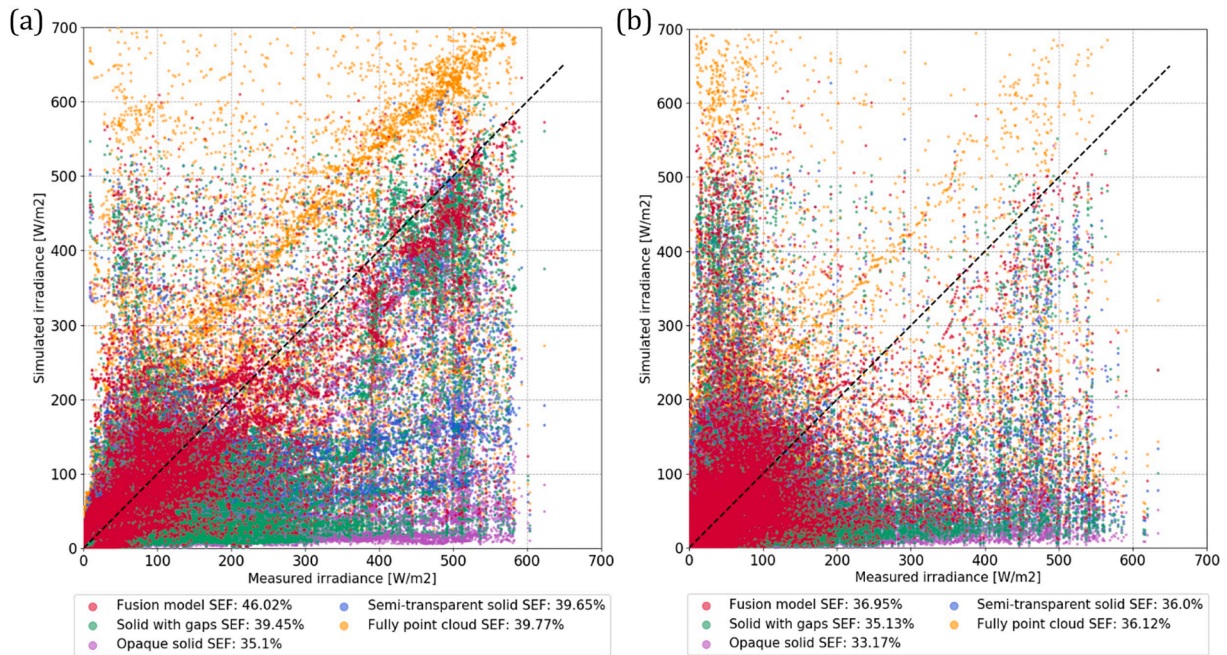 (a)
700
600
500
400
300
200
100
0
Simulated irradiance [W/m2]
0 100 200 300 400 500 600 700
Measured irradiance [W/m2]
Fusion model SEF: 46.02% Semi-transparent solid SEF: 39.65%
Solid with gaps SEF: 39.45% Fully point cloud SEF: 39.77%
Opaque solid SEF: 35.1%
(b)
700
600
500
400
300
200
100
0
Simulated irradiance [W/m2]
0 100 200 300 400 500 600 700
Measured irradiance [W/m2]
Fusion model SEF: 36.95% Semi-transparent solid SEF: 36.0%
Solid with gaps SEF: 35.13% Fully point cloud SEF: 36.12%
Opaque solid SEF: 33.17%